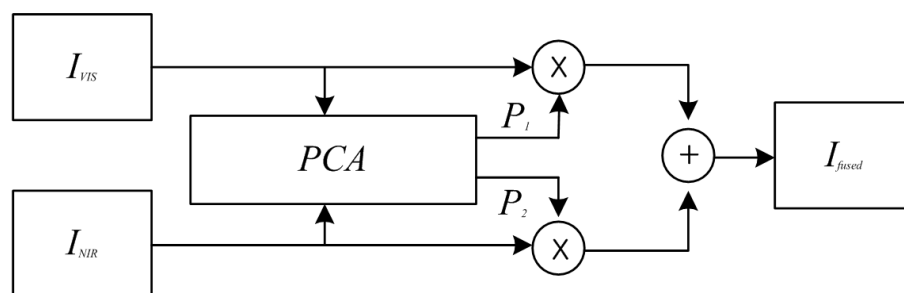 I_VIS
X
P_1
PCA
+
I_fused
P_2
I_NIR
X